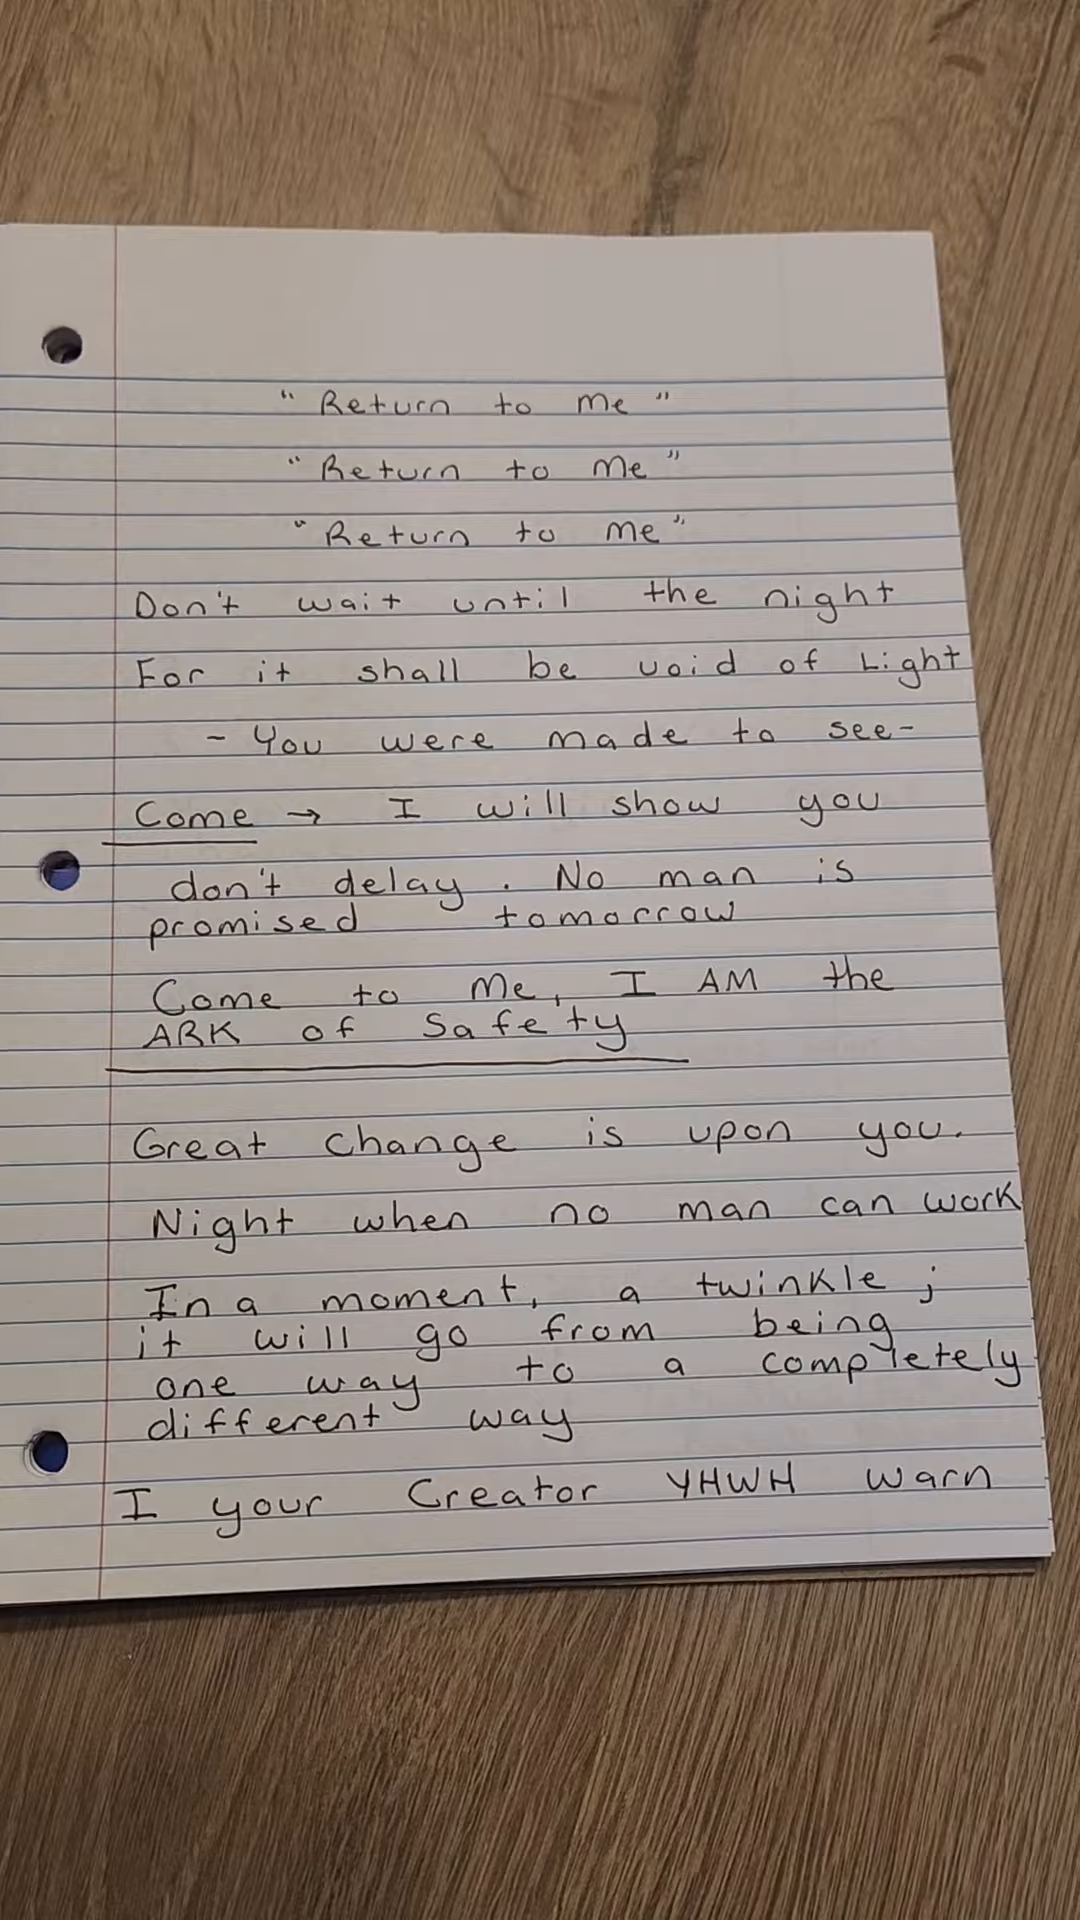 "Return to me"
"Return to me"
"Return to me"
Don't wait until the night
For it shall be void of Light
- You were made to see-
Come → I will show you
don't delay. No man is
promised tomorrow
Come to Me, I AM the
ARK of Safety
Great change is upon you.
Night when no man can work
In a moment, a twinkle;
it will go from being
one way to a completely
different way
I your Creator YHWH warn